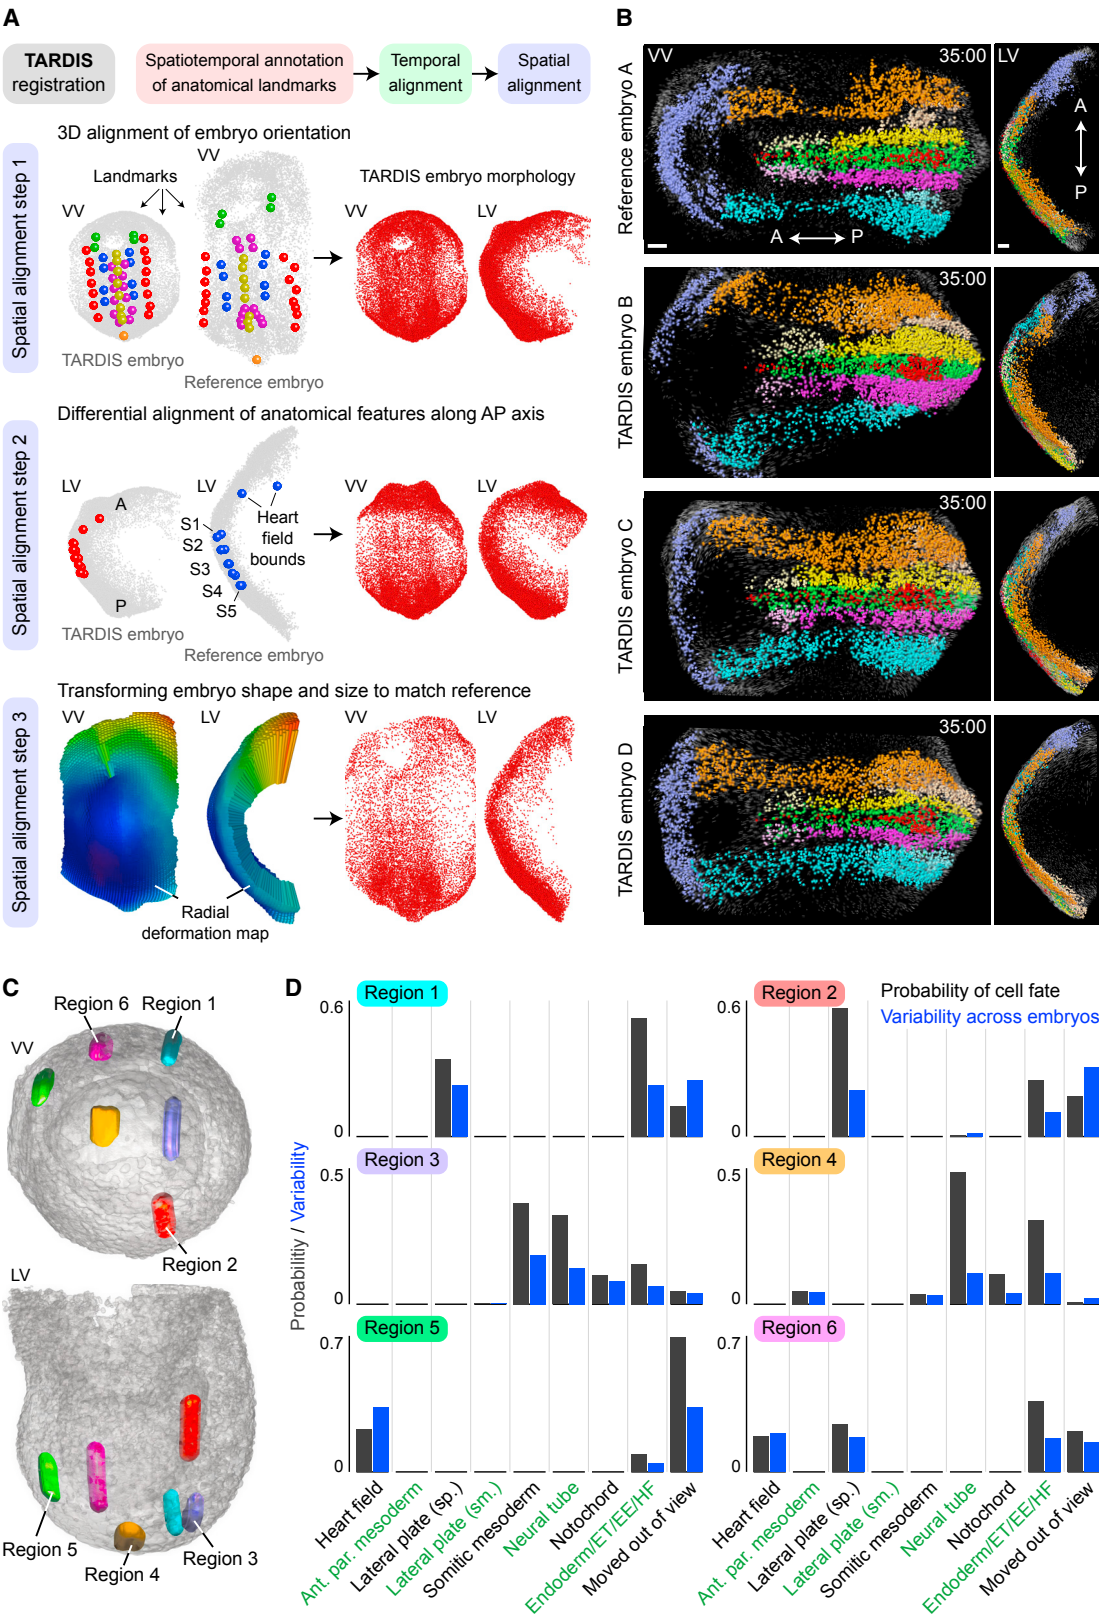 A
TARDIS
registration
Spatiotemporal annotation
of anatomical landmarks
Temporal
alignment
Spatial
alignment
Spatial alignment step 1
3D alignment of embryo orientation
VV
Landmarks
VV
TARDIS embryo
Reference embryo
TARDIS embryo morphology
VV
LV
Spatial alignment step 2
Differential alignment of anatomical features along AP axis
LV
A
P
TARDIS embryo
LV
S1
S2
S3
S4
S5
Heart
field
bounds
Reference embryo
VV
LV
Spatial alignment step 3
Transforming embryo shape and size to match reference
VV
LV
Radial
deformation map
VV
LV
B
Reference embryo A
VV
35:00
A
P
LV
A
P
TARDIS embryo B
35:00
TARDIS embryo C
35:00
TARDIS embryo D
35:00
C
Region 6
Region 1
VV
Region 2
LV
Region 5
Region 4
Region 3
D
Probabilitiy / Variability
Region 1
0.6
0
Region 2
Probability of cell fate
Variability across embryos
0.6
0
Region 3
0.5
0
Region 4
0.5
0
Region 5
0.7
0
Region 6
0.7
0
Heart field
Ant. par. mesoderm
Lateral plate (sp.)
Lateral plate (sm.)
Somitic mesoderm
Neural tube
Notochord
Endoderm/ET/EE/HF
Moved out of view
Heart field
Ant. par. mesoderm
Lateral plate (sp.)
Lateral plate (sm.)
Somitic mesoderm
Neural tube
Notochord
Endoderm/ET/EE/HF
Moved out of view